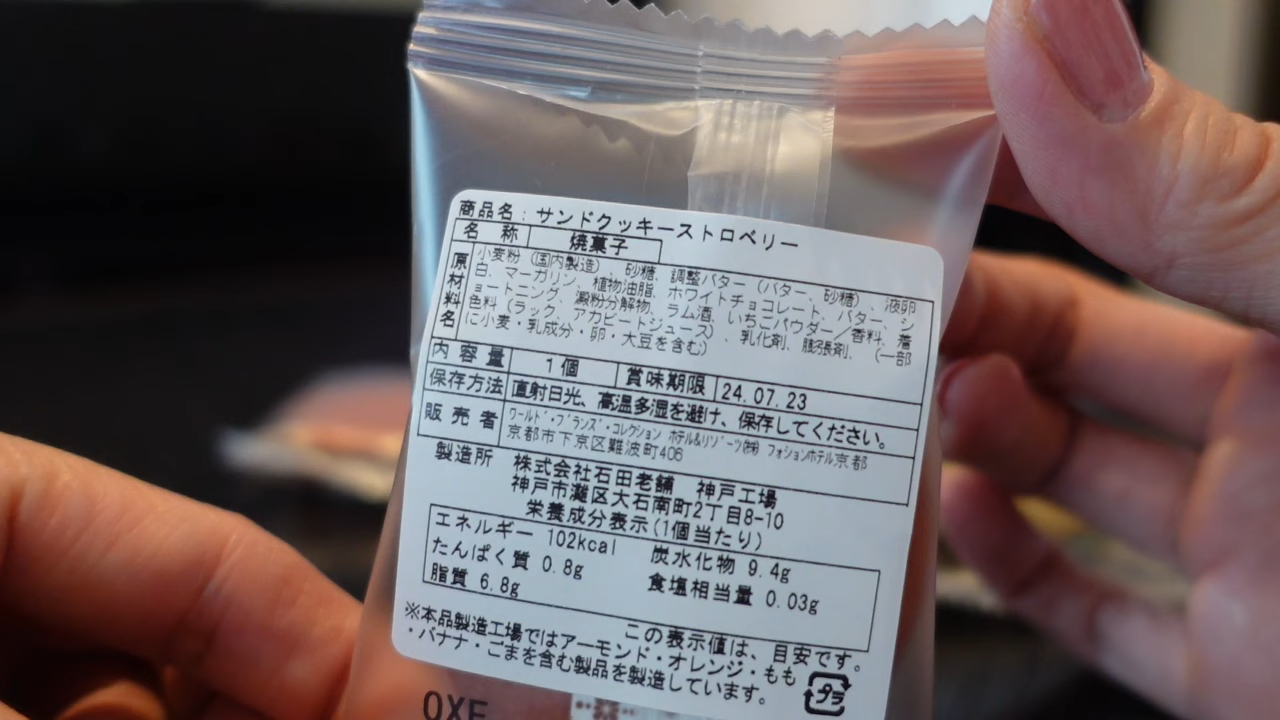 商品名：サンドクッキーストロベリー
名称 焼菓子
原材料名 小麦粉（国内製造）、砂糖、調整バター（バター、砂糖）、液卵
白、マーガリン、植物油脂、ホワイトチョコレート、バター、シ
ョートニング、澱粉分解物、ラム酒、いちごパウダー／香料、着
色料（ラック、アカビートジュース）、乳化剤、膨張剤、（一部
に小麦・乳成分・卵・大豆を含む）
内容量 1個 賞味期限 24.07.23
保存方法 直射日光、高温多湿を避け、保存してください。
販売者 ワールド・ブランズ・コレクション ホテル&リゾーツ㈱ フォションホテル京都
京都市下京区難波町406
製造所 株式会社石田老舗 神戸工場
神戸市灘区大石南町2丁目8-10
栄養成分表示(1個当たり)
エネルギー 102kcal 炭水化物 9.4g
たんぱく質 0.8g 食塩相当量 0.03g
脂質 6.8g
この表示値は、目安です。
※本品製造工場ではアーモンド・オレンジ・もも
・バナナ・ごまを含む製品を製造しています。
プラ
OXE